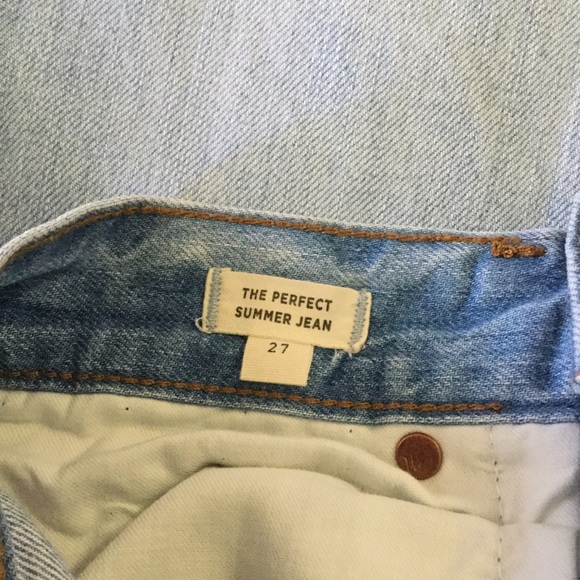 THE PERFECT
SUMMER JEAN
27